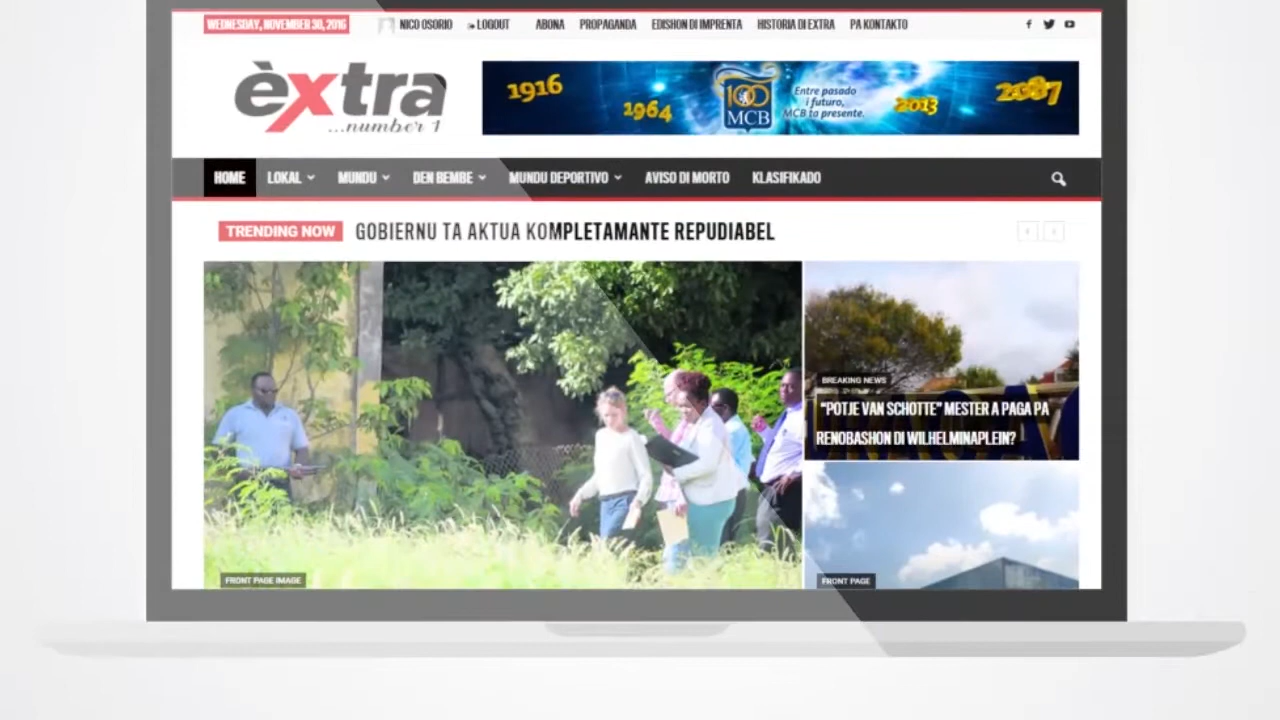 WEDNESDAY, NOVEMBER 30, 2016 NICO OSORIO LOGOUT ABONA PROPAGANDA EDISHON DI IMPRENTA HISTORIA DI EXTRA PA KONTAKTO
èxtra
...number 1
1916
1964
100
MCB
Entre pasado
i futuro,
MCB ta presente.
2013
2087
HOME LOKAL MUNDU DEN BEMBE MUNDU DEPORTIVO AVISO DI MORTO KLASIFIKADO
TRENDING NOW GOBIERNU TA AKTUA KOMPLETAMANTE REPUDIABEL
BREAKING NEWS
“POTJE VAN SCHOTTE” MESTER A PAGA PA
RENOBASHON DI WILHELMINAPLEIN?
FRONT PAGE IMAGE
FRONT PAGE